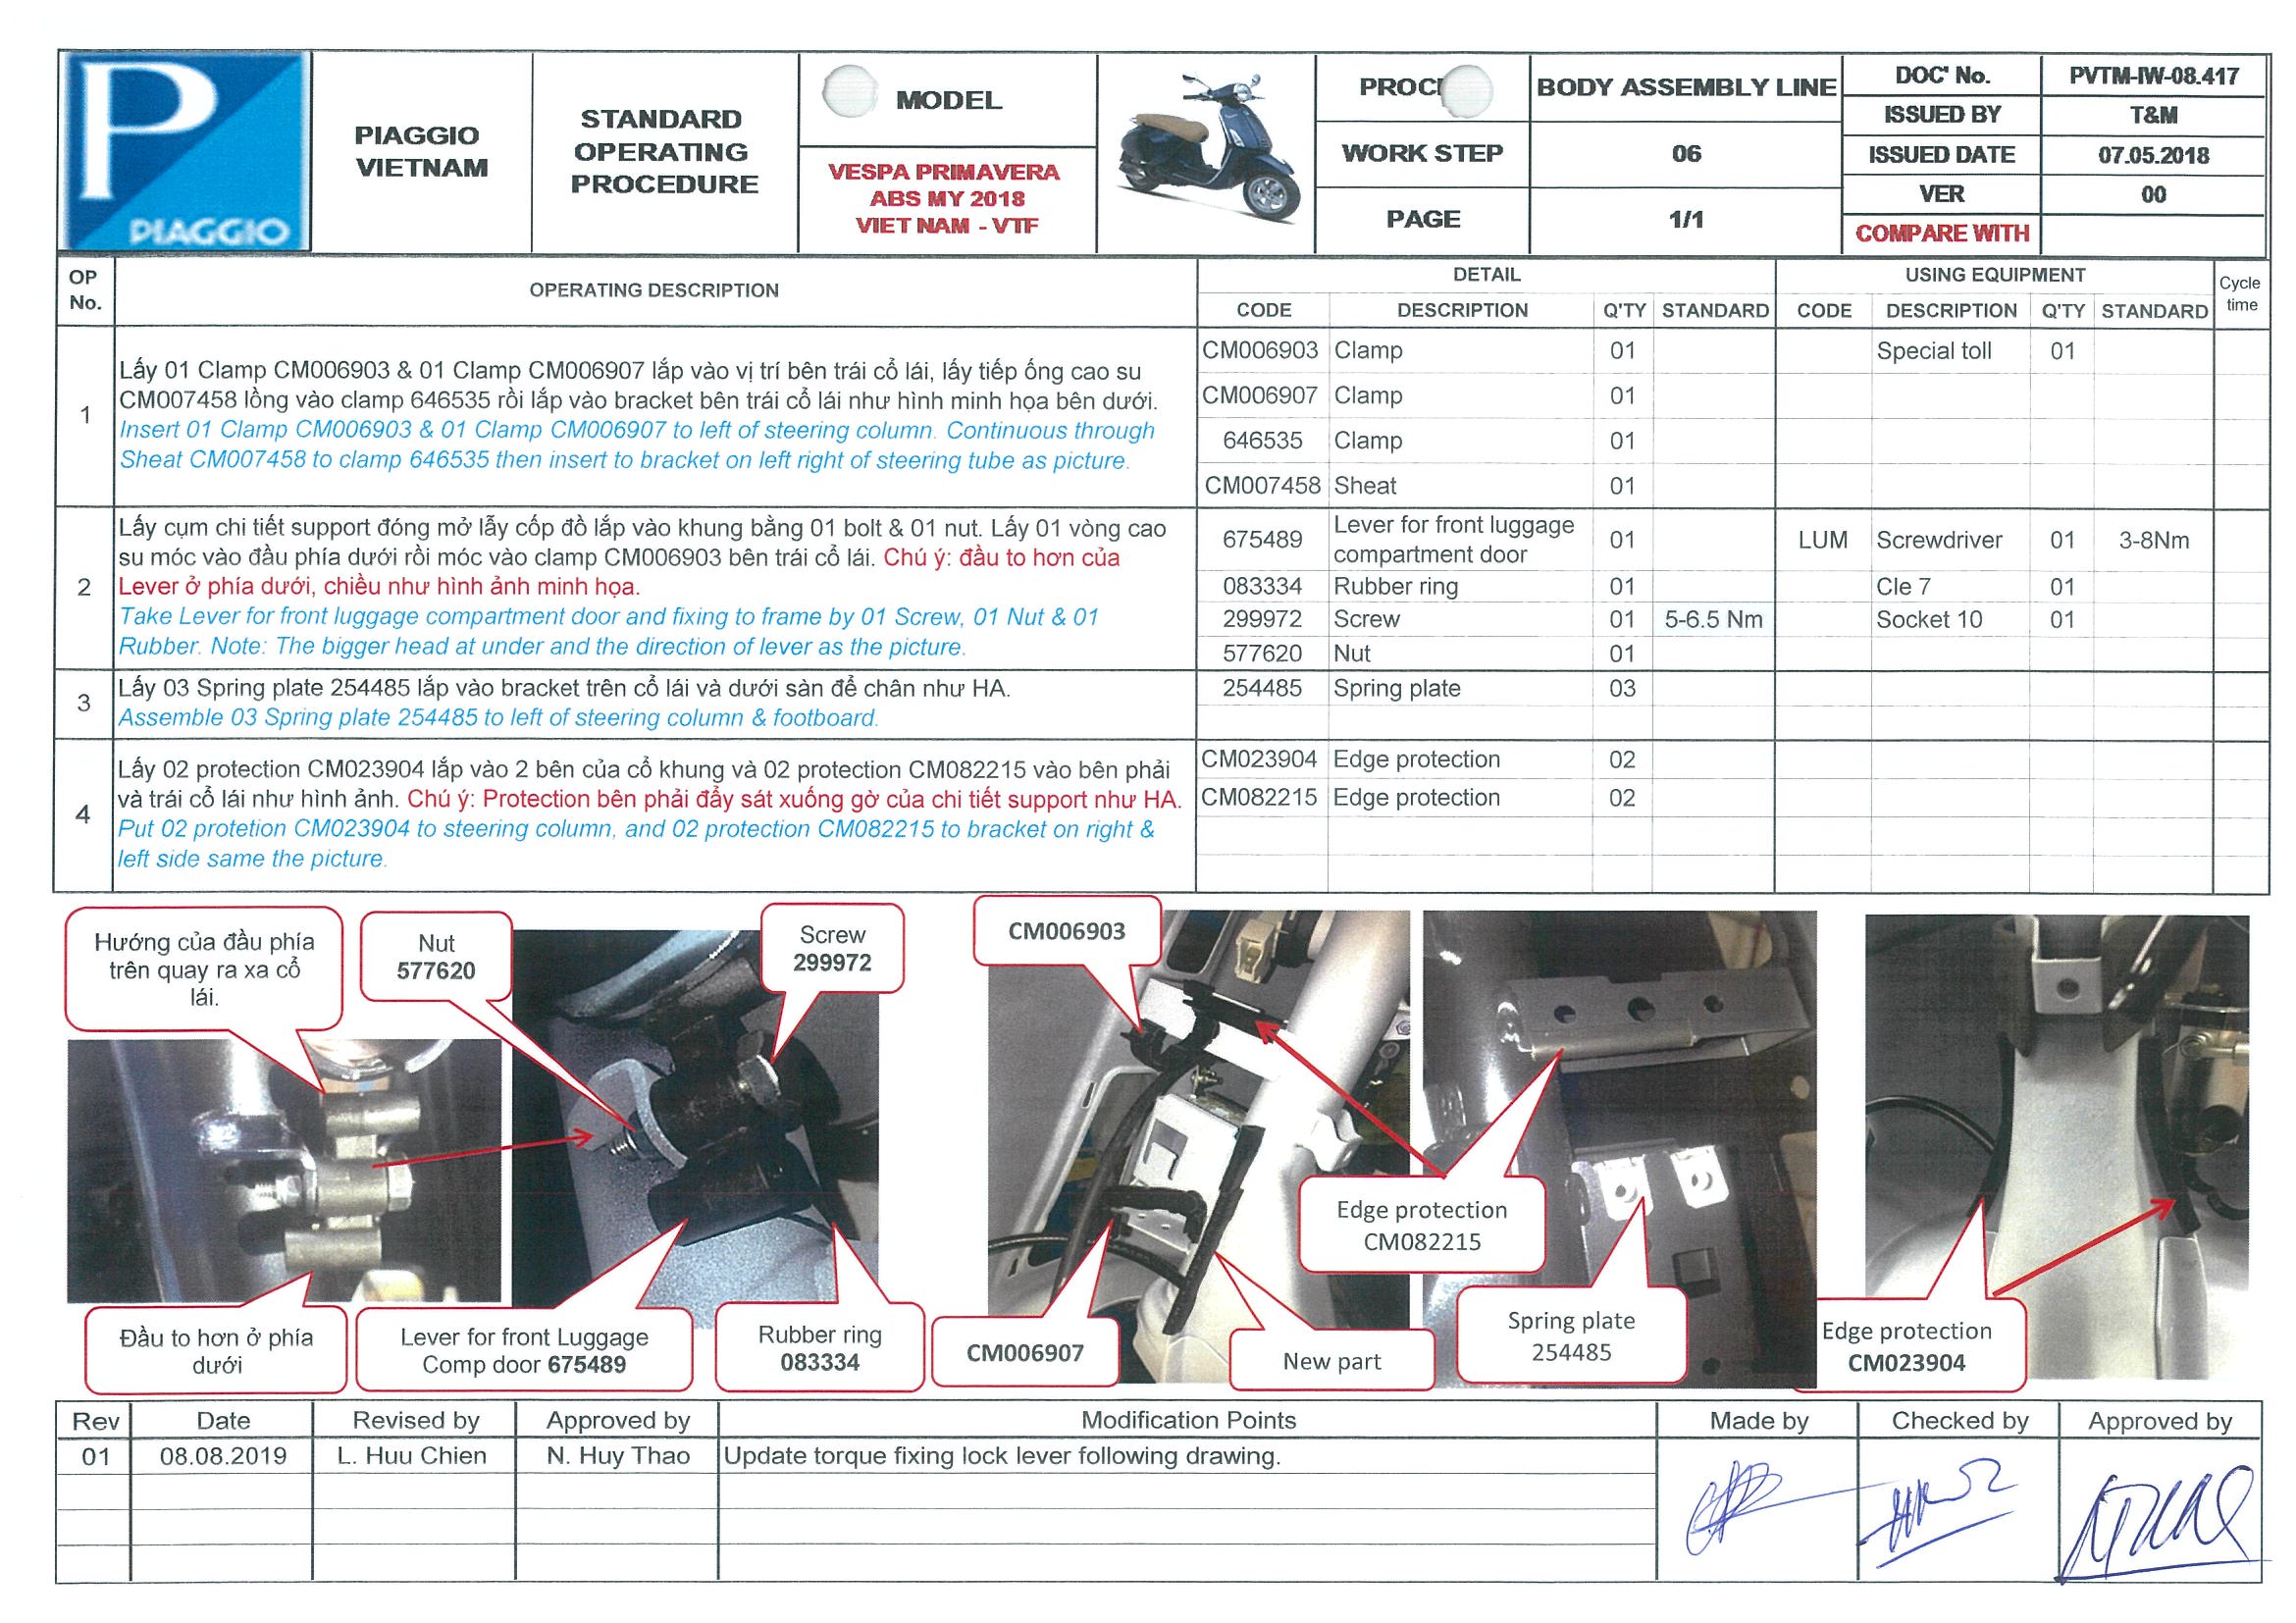 P
PIAGGIO
PIAGGIO
VIETNAM
STANDARD
OPERATING
PROCEDURE
MODEL
VESPA PRIMAVERA
ABS MY 2018
VIET NAM - VTF
PROC
BODY ASSEMBLY LINE
WORK STEP
06
PAGE
1/1
DOC' No.
PVTM-IW-08.417
ISSUED BY
T&M
ISSUED DATE
07.05.2018
VER
00
COMPARE WITH
OP
No.
OPERATING DESCRIPTION
DETAIL
USING EQUIPMENT
Cycle
time
CODE DESCRIPTION Q'TY STANDARD CODE DESCRIPTION Q'TY STANDARD
1
Lấy 01 Clamp CM006903 & 01 Clamp CM006907 lắp vào vị trí bên trái cổ lái, lấy tiếp ống cao su
CM007458 lồng vào clamp 646535 rồi lắp vào bracket bên trái cổ lái như hình minh họa bên dưới.
Insert 01 Clamp CM006903 & 01 Clamp CM006907 to left of steering column. Continuous through
Sheat CM007458 to clamp 646535 then insert to bracket on left right of steering tube as picture.
CM006903 Clamp 01 Special toll 01
CM006907 Clamp 01
646535 Clamp 01
CM007458 Sheat 01
2
Lấy cụm chi tiết support đóng mở lẫy cốp đồ lắp vào khung bằng 01 bolt & 01 nut. Lấy 01 vòng cao
su móc vào đầu phía dưới rồi móc vào clamp CM006903 bên trái cổ lái. Chú ý: đầu to hơn của
Lever ở phía dưới, chiều như hình ảnh minh họa.
Take Lever for front luggage compartment door and fixing to frame by 01 Screw, 01 Nut & 01
Rubber. Note: The bigger head at under and the direction of lever as the picture.
675489 Lever for front luggage
compartment door 01 LUM Screwdriver 01 3-8Nm
083334 Rubber ring 01 Cle 7 01
299972 Screw 01 5-6.5 Nm Socket 10 01
577620 Nut 01
3
Lấy 03 Spring plate 254485 lắp vào bracket trên cổ lái và dưới sàn để chân như HA.
Assemble 03 Spring plate 254485 to left of steering column & footboard.
254485 Spring plate 03
4
Lấy 02 protection CM023904 lắp vào 2 bên của cổ khung và 02 protection CM082215 vào bên phải
và trái cổ lái như hình ảnh. Chú ý: Protection bên phải đẩy sát xuống gờ của chi tiết support như HA.
Put 02 protetion CM023904 to steering column, and 02 protection CM082215 to bracket on right &
left side same the picture.
CM023904 Edge protection 02
CM082215 Edge protection 02
Hướng của đầu phía
trên quay ra xa cổ
lái.
Nut
577620
Screw
299972
CM006903
Đầu to hơn ở phía
dưới
Lever for front Luggage
Comp door 675489
Rubber ring
083334
CM006907
New part
Edge protection
CM082215
Spring plate
254485
Edge protection
CM023904
Rev Date Revised by Approved by Modification Points Made by Checked by Approved by
01 08.08.2019 L. Huu Chien N. Huy Thao Update torque fixing lock lever following drawing.